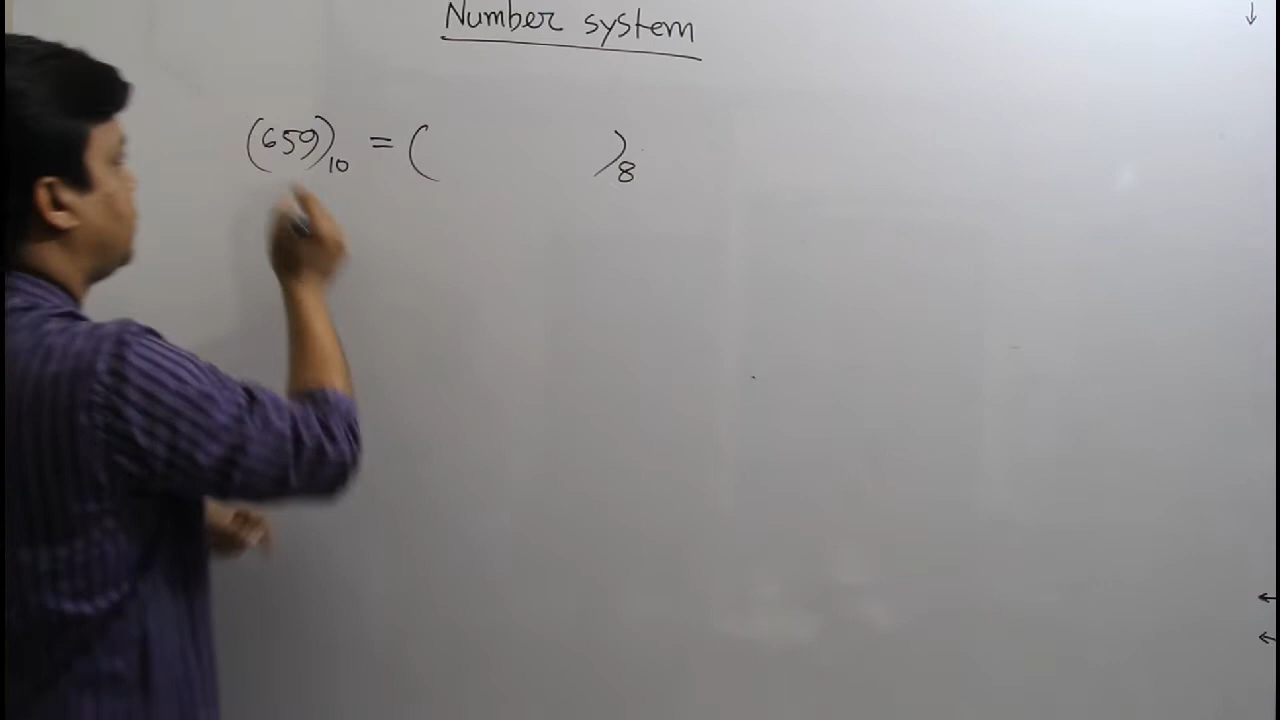 Number system
(659)10 = ( )8